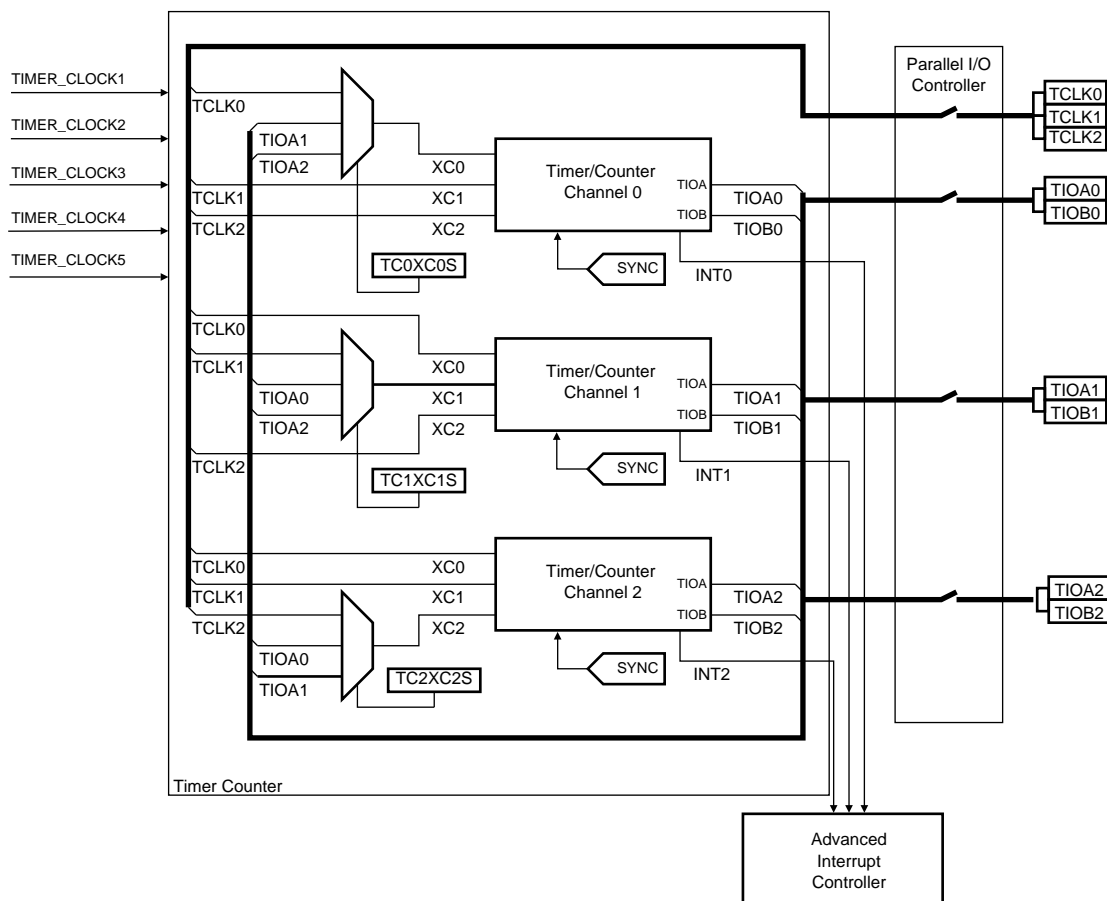 TIMER_CLOCK1
TIMER_CLOCK2
TIMER_CLOCK3
TIMER_CLOCK4
TIMER_CLOCK5
TCLK0
TIOA1
TIOA2
TCLK1
TCLK2
XC0
XC1
XC2
Timer/Counter
Channel 0
TIOA
TIOB
TIOA0
TIOB0
TC0XC0S
SYNC
INT0
TCLK0
TCLK1
TIOA0
TIOA2
TCLK2
XC0
XC1
XC2
Timer/Counter
Channel 1
TIOA
TIOB
TIOA1
TIOB1
TC1XC1S
SYNC
INT1
TCLK0
TCLK1
TCLK2
TIOA0
TIOA1
XC0
XC1
XC2
Timer/Counter
Channel 2
TIOA
TIOB
TIOA2
TIOB2
TC2XC2S
SYNC
INT2
Timer Counter
Parallel I/O
Controller
TCLK0
TCLK1
TCLK2
TIOA0
TIOB0
TIOA1
TIOB1
TIOA2
TIOB2
Advanced
Interrupt
Controller